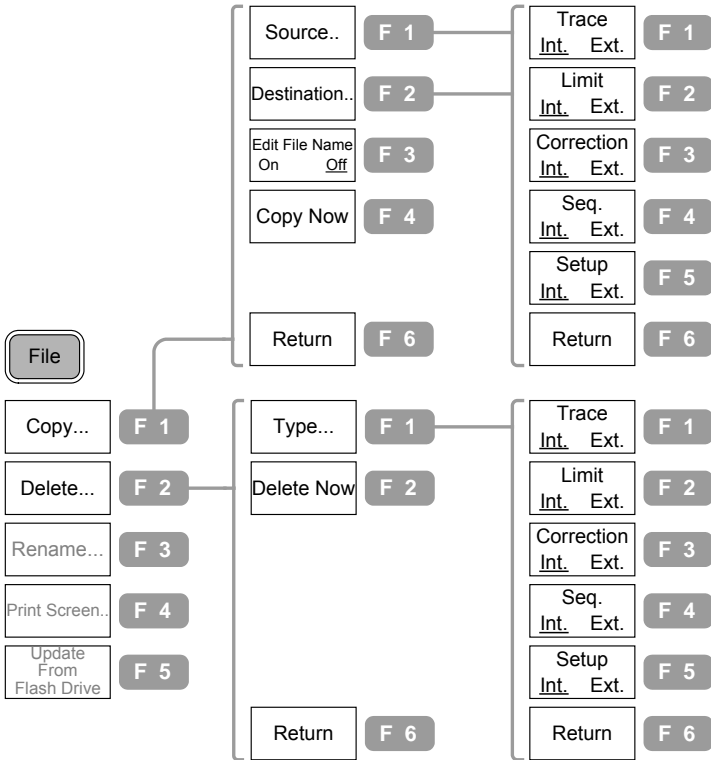 Source..
F 1
Trace
Int. Ext.
F 1
Destination..
F 2
Limit
Int. Ext.
F 2
Edit File Name
On Off
F 3
Correction
Int. Ext.
F 3
Copy Now
F 4
Seq.
Int. Ext.
F 4
Setup
Int. Ext.
F 5
Return
F 6
Return
F 6
File
Copy...
F 1
Type...
F 1
Trace
Int. Ext.
F 1
Delete...
F 2
Delete Now
F 2
Limit
Int. Ext.
F 2
Rename...
F 3
Correction
Int. Ext.
F 3
Print Screen..
F 4
Seq.
Int. Ext.
F 4
Update
From
Flash Drive
F 5
Setup
Int. Ext.
F 5
Return
F 6
Return
F 6